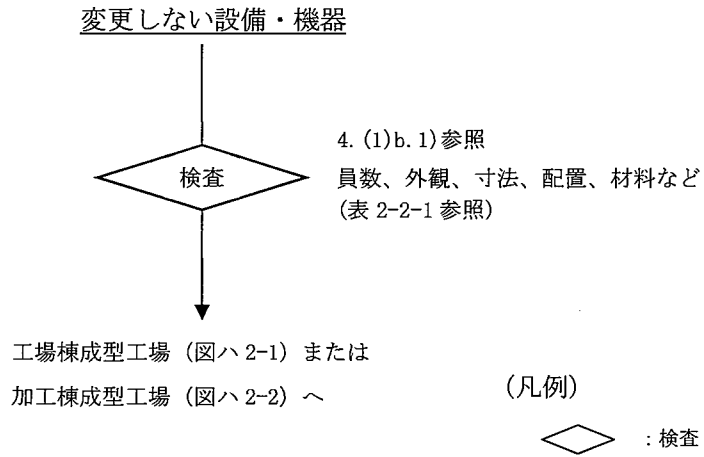 変更しない設備・機器
4.(1)b.1)参照
検査
員数、外観、寸法、配置、材料など
(表 2-2-1 参照)
工場棟成型工場（図ハ 2-1）または
加工棟成型工場（図ハ 2-2）へ
(凡例)
：検査